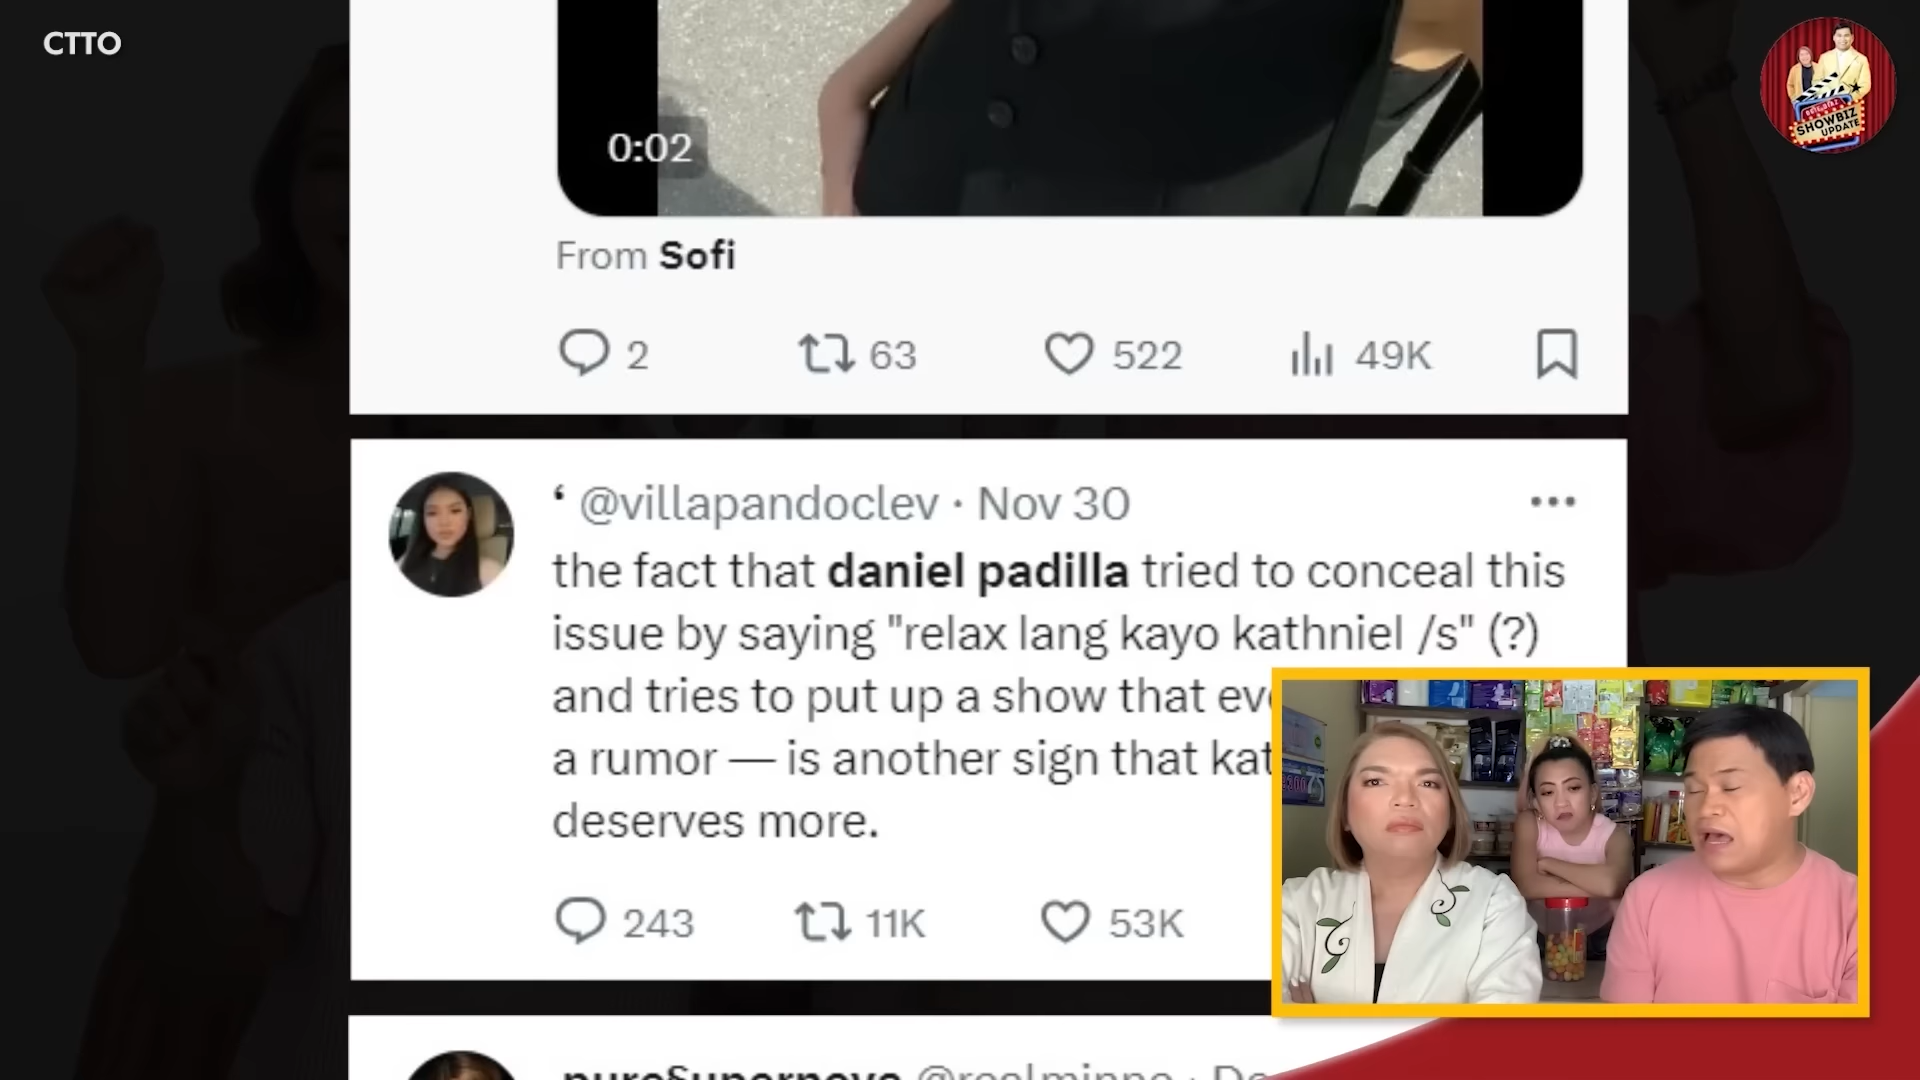 CTTO
SHOWBIZ
UPDATE
0:02
From Sofi
2 63 522 49K
‘ @villapandoclev · Nov 30
the fact that daniel padilla tried to conceal this
issue by saying "relax lang kayo kathniel /s" (?)
and tries to put up a show that
a rumor — is another sign that
deserves more.
243 11K 53K